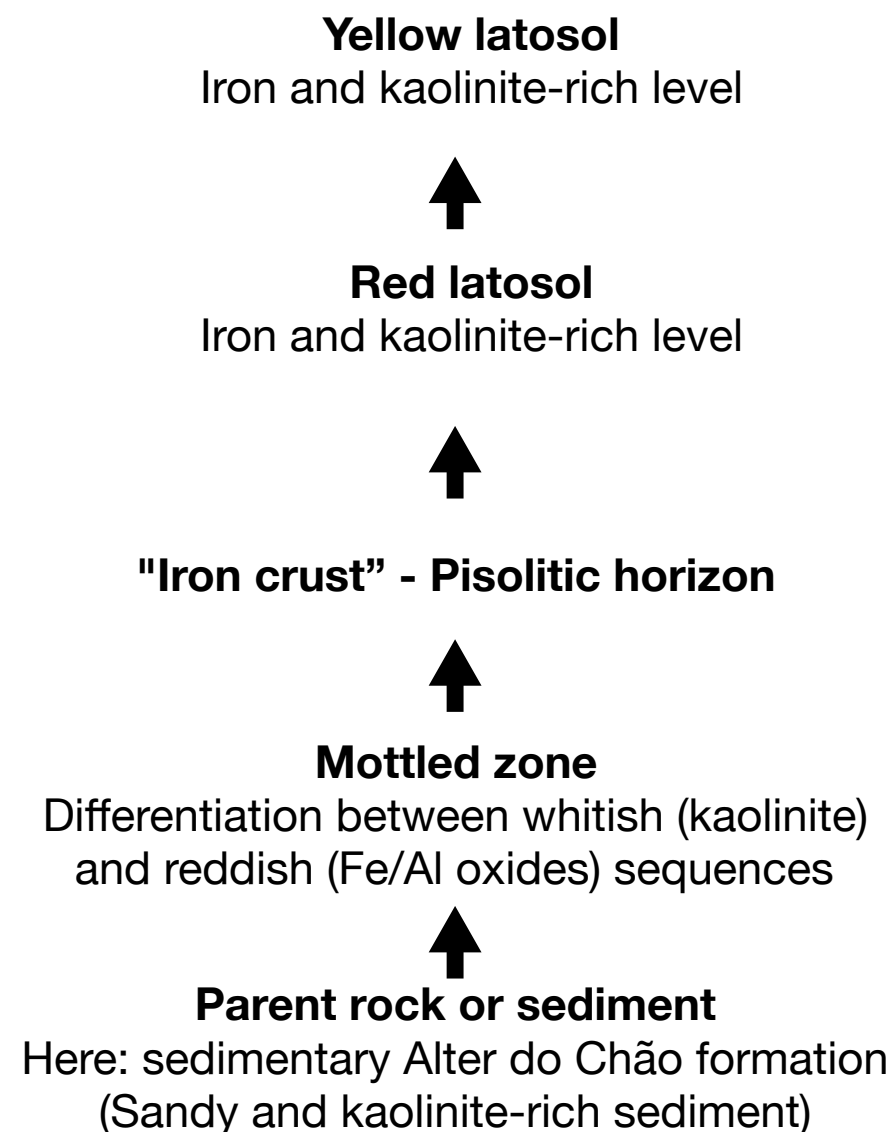 Yellow latosol
Iron and kaolinite-rich level
Red latosol
Iron and kaolinite-rich level
"Iron crust” - Pisolitic horizon
Mottled zone
Differentiation between whitish (kaolinite)
and reddish (Fe/Al oxides) sequences
Parent rock or sediment
Here: sedimentary Alter do Chão formation
(Sandy and kaolinite-rich sediment)